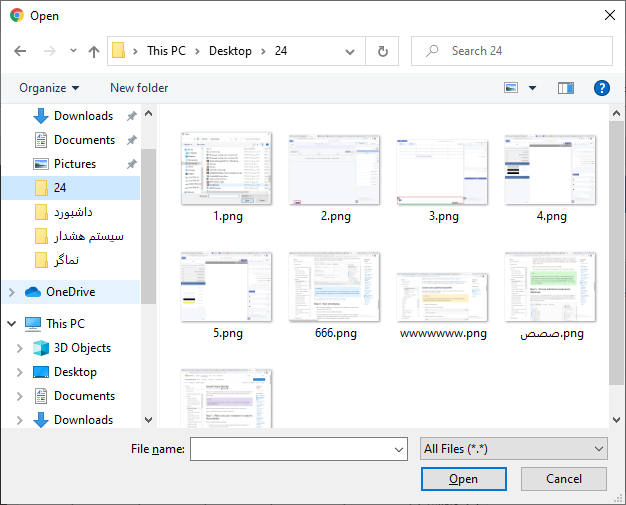 Open
This PC
Desktop
24
Search 24
Organize
New folder
Downloads
Documents
Pictures
24
داشبورد
سیستم هشدار
نماگر
OneDrive
This PC
3D Objects
Desktop
Documents
Downloads
1.png
2.png
3.png
4.png
5.png
666.png
wwwwwww.png
صصص.png
File name:
All Files (*.*)
Open
Cancel